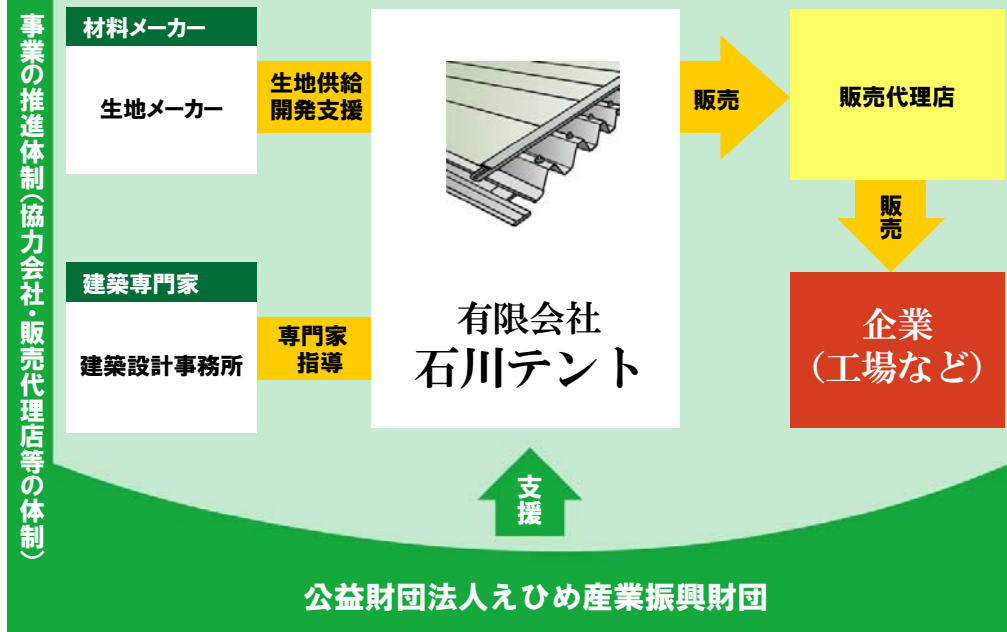 事業の推進体制（協力会社・販売代理店等の体制）
材料メーカー
生地メーカー
生地供給
開発支援
建築専門家
建築設計事務所
専門家
指導
有限会社
石川テント
販売
販売代理店
販売
企業
（工場など）
支援
公益財団法人えひめ産業振興財団